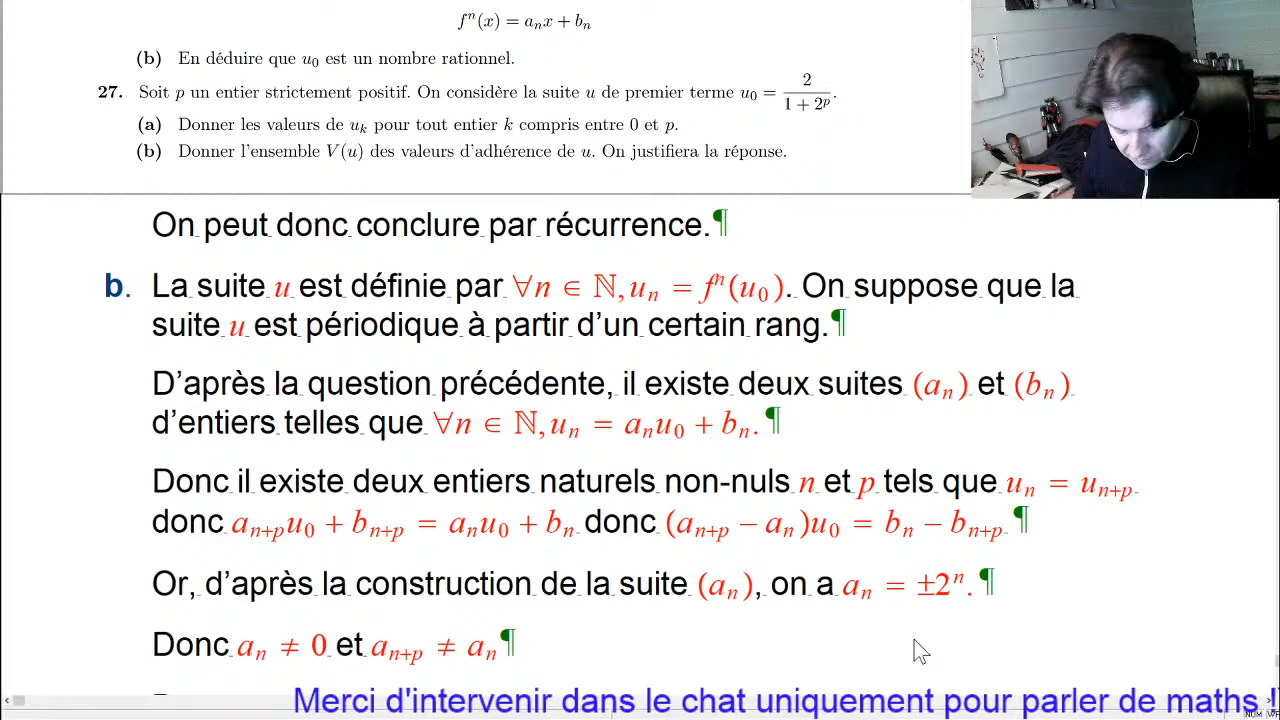 fⁿ(x) = aₙx + bₙ
(b) En déduire que u₀ est un nombre rationnel.
27. Soit p un entier strictement positif. On considère la suite u de premier terme u₀ = 2/(1 + 2ᵖ).
(a) Donner les valeurs de uₖ pour tout entier k compris entre 0 et p.
(b) Donner l'ensemble V(u) des valeurs d'adhérence de u. On justifiera la réponse.
On peut donc conclure par récurrence.¶
b. La suite u est définie par ∀n ∈ ℕ, uₙ = fⁿ(u₀). On suppose que la
suite u est périodique à partir d'un certain rang.¶
D'après la question précédente, il existe deux suites (aₙ) et (bₙ)
d'entiers telles que ∀n ∈ ℕ, uₙ = aₙu₀ + bₙ.¶
Donc il existe deux entiers naturels non-nuls n et p tels que uₙ = uₙ₊ₚ
donc aₙ₊ₚu₀ + bₙ₊ₚ = aₙu₀ + bₙ donc (aₙ₊ₚ − aₙ)u₀ = bₙ − bₙ₊ₚ.¶
Or, d'après la construction de la suite (aₙ), on a aₙ = ±2ⁿ.¶
Donc aₙ ≠ 0 et aₙ₊ₚ ≠ aₙ¶
Merci d'intervenir dans le chat uniquement pour parler de maths !